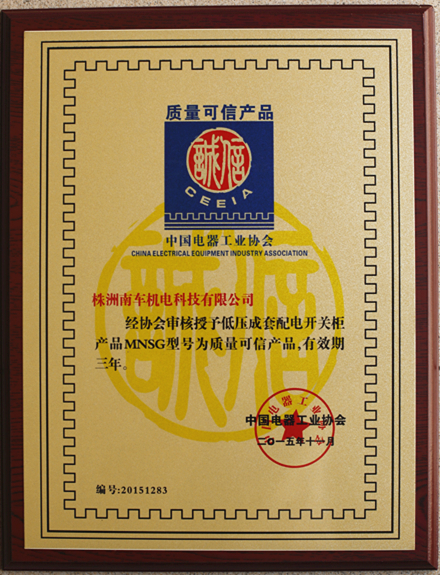 质量可信产品
誠信
CEEIA
中国电器工业协会
CHINA ELECTRICAL EQUIPMENT INDUSTRY ASSOCIATION
株洲南车机电科技有限公司
经协会审核授予低压成套配电开关柜
产品MNSG型号为质量可信产品,有效期
三年。
中国电器工业协会
二〇一五年十一月
编号:20151283